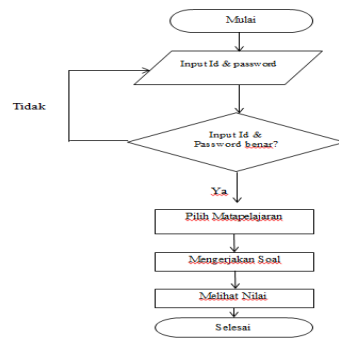 Mulai
Input Id & password
Tidak
Input Id &
Password benar?
Ya
Pilih Matapelajaran
Mengerjakan Soal
Melihat Nilai
Selesai